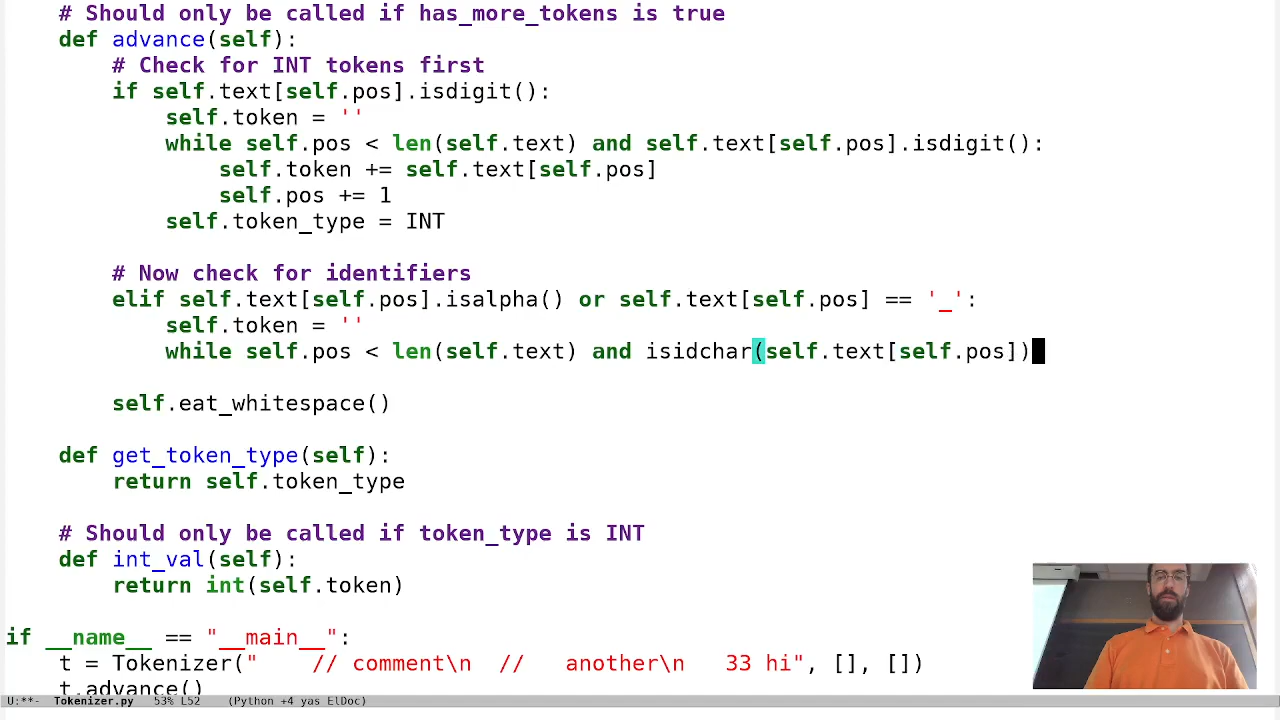 # Should only be called if has_more_tokens is true
def advance(self):
# Check for INT tokens first
if self.text[self.pos].isdigit():
self.token = ''
while self.pos < len(self.text) and self.text[self.pos].isdigit():
self.token += self.text[self.pos]
self.pos += 1
self.token_type = INT
# Now check for identifiers
elif self.text[self.pos].isalpha() or self.text[self.pos] == '_':
self.token = ''
while self.pos < len(self.text) and isidchar(self.text[self.pos])
self.eat_whitespace()
def get_token_type(self):
return self.token_type
# Should only be called if token_type is INT
def int_val(self):
return int(self.token)
if __name__ == "__main__":
t = Tokenizer("    // comment\n  //   another\n   33 hi", [], [])
t.advance()
U:**-  Tokenizer.py   53% L52    (Python +4 yas ElDoc)